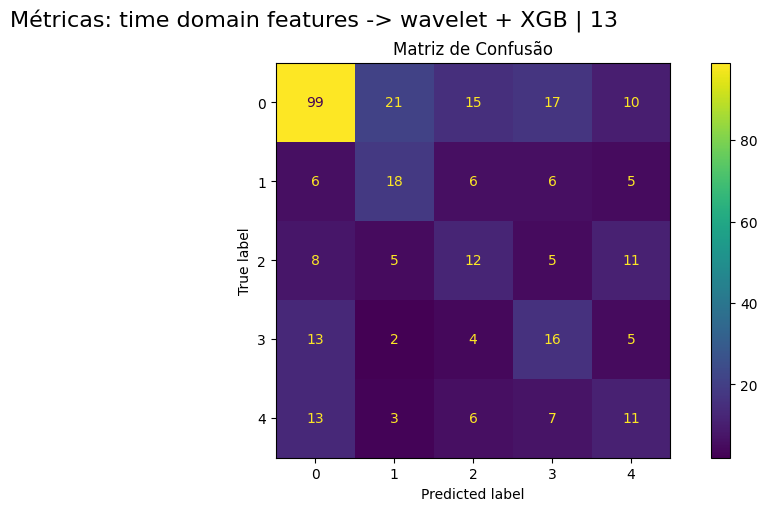 Métricas: time domain features -> wavelet + XGB | 13
Matriz de Confusão
0 99 21 15 17 10
80
1 6 18 6 6 5
60
True label
2 8 5 12 5 11
40
3 13 2 4 16 5
20
4 13 3 6 7 11
0 1 2 3 4
Predicted label